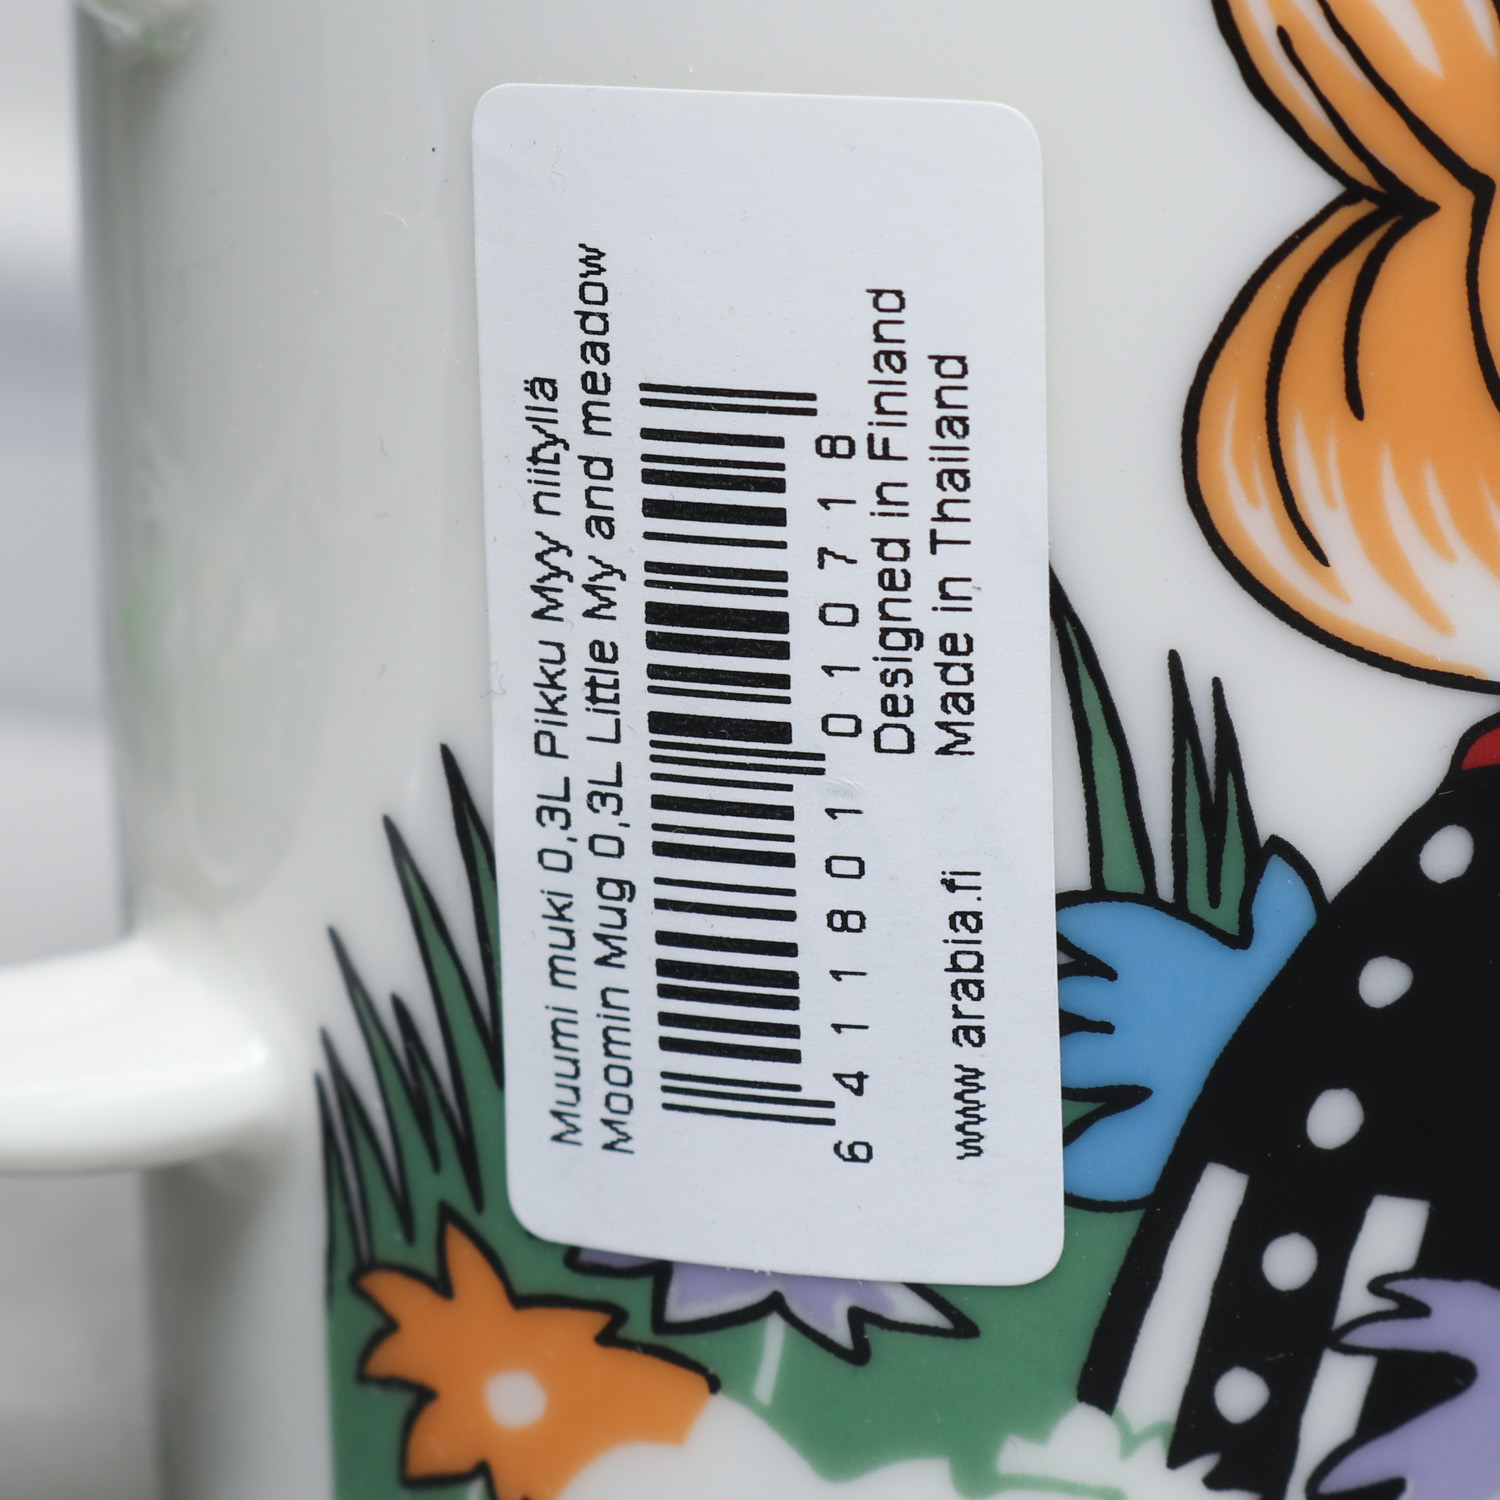 Muumi muki 0,3L Pikku Myy niityllä
Moomin Mug 0,3L Little My and meadow
6 411801 010718
Designed in Finland
www.arabia.fi Made in Thailand